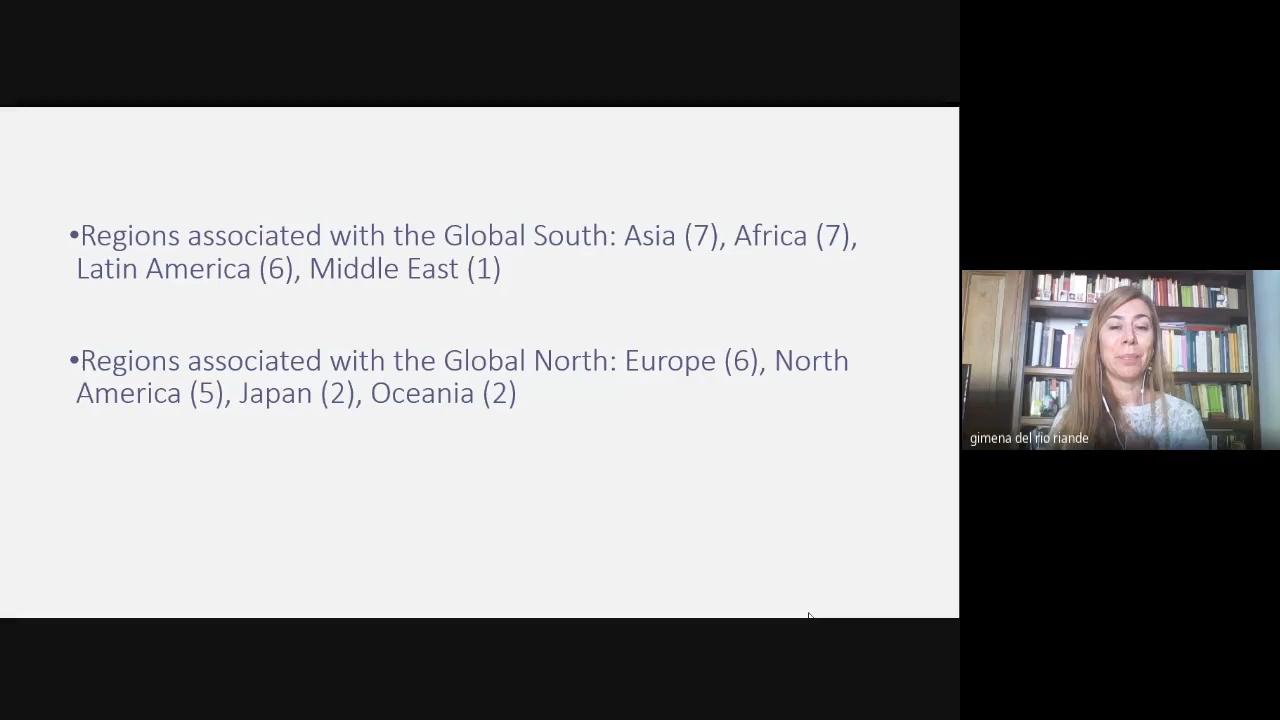 •Regions associated with the Global South: Asia (7), Africa (7),
Latin America (6), Middle East (1)
•Regions associated with the Global North: Europe (6), North
America (5), Japan (2), Oceania (2)
gimena del rio riande